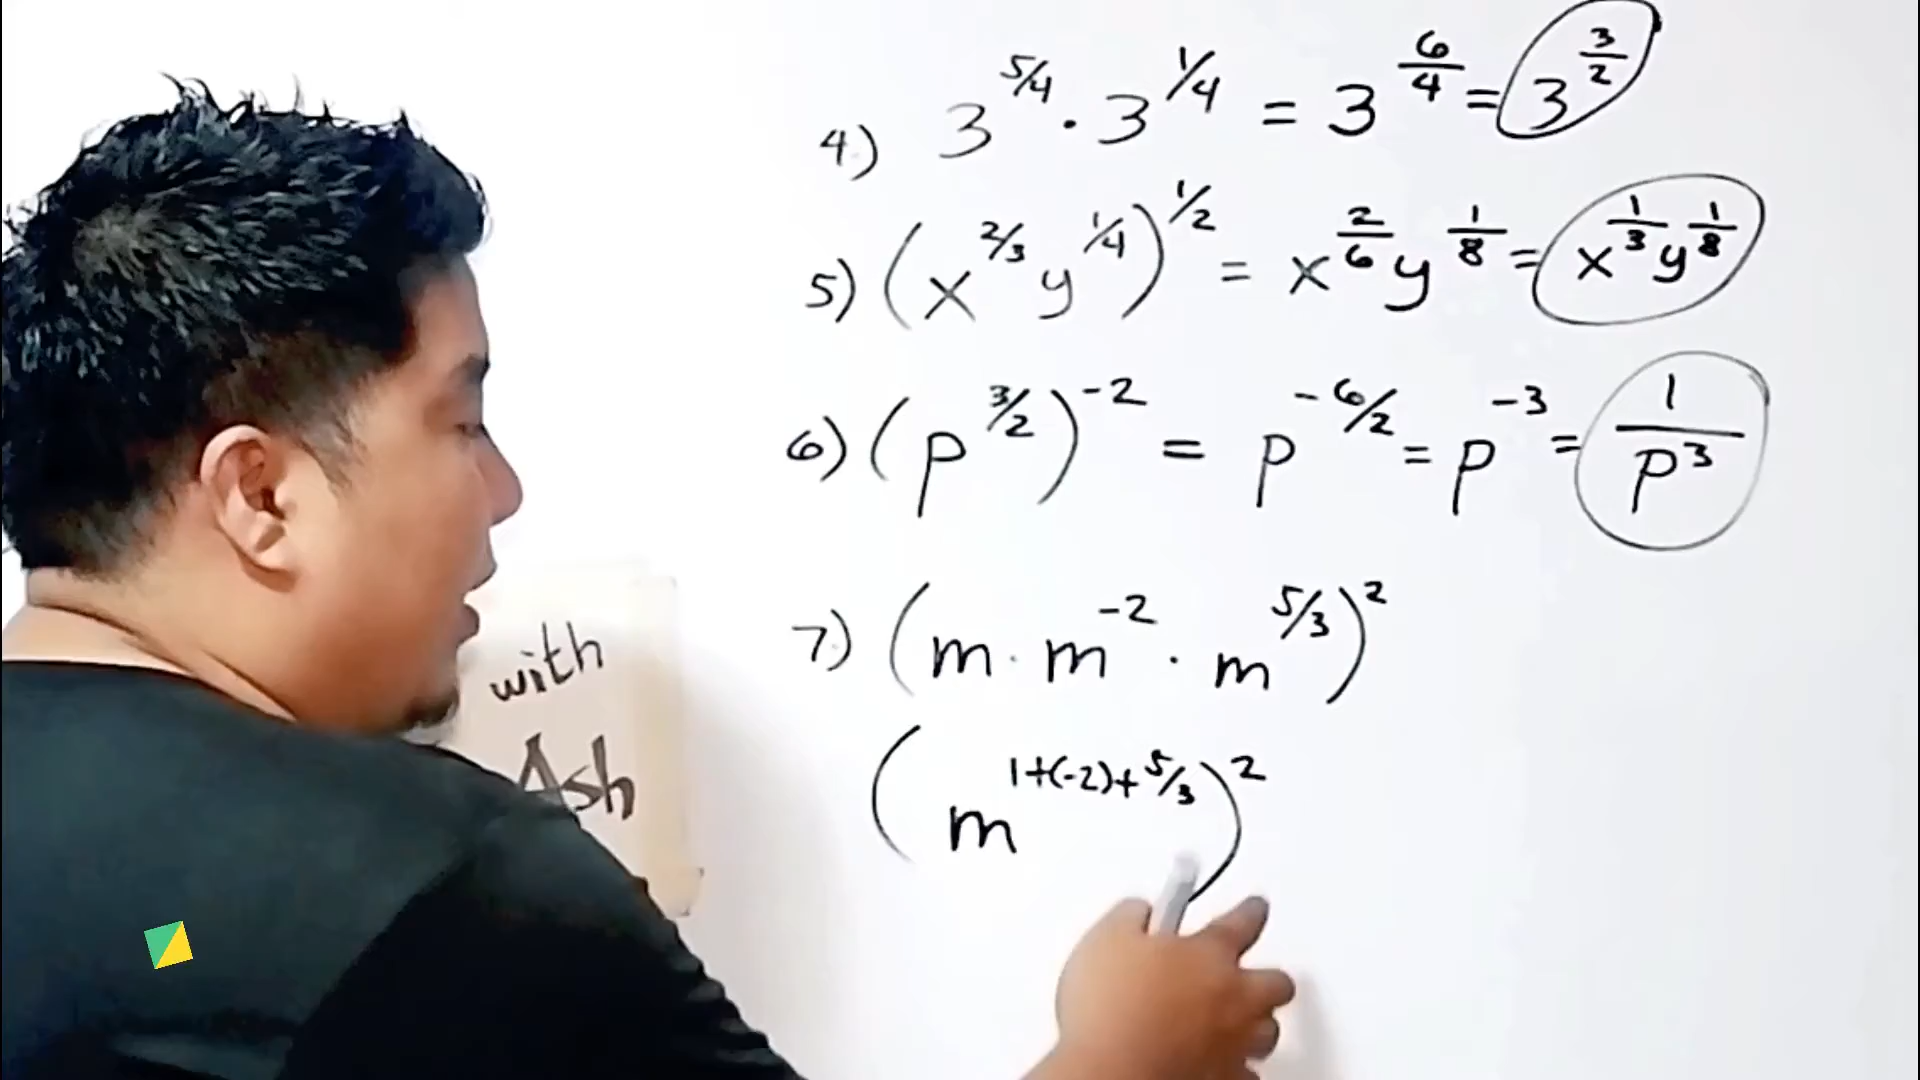 4) 3^5/4 · 3^1/4 = 3^6/4 = 3^3/2
5) (x^2/3 y^1/4)^1/2 = x^2/6 y^1/8 = x^1/3 y^1/8
6) (p^3/2)^-2 = p^-6/2 = p^-3 = 1/p^3
7) (m · m^-2 · m^5/3)^2
(m^1+(-2)+5/3)^2
with
Ash